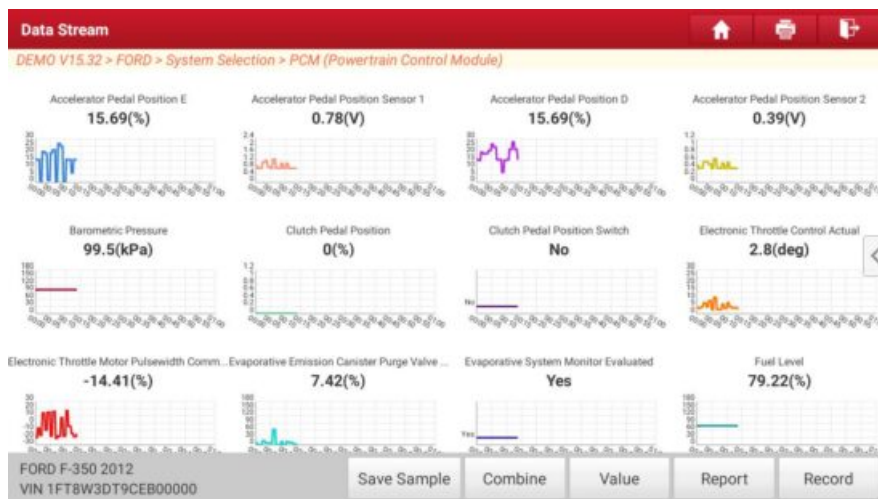 Data Stream
DEMO V15.32 > FORD > System Selection > PCM (Powertrain Control Module)
Accelerator Pedal Position E
15.69(%)
Accelerator Pedal Position Sensor 1
0.78(V)
Accelerator Pedal Position D
15.69(%)
Accelerator Pedal Position Sensor 2
0.39(V)
Barometric Pressure
99.5(kPa)
Clutch Pedal Position
0(%)
Clutch Pedal Position Switch
No
No
Electronic Throttle Control Actual
2.8(deg)
Electronic Throttle Motor Pulsewidth Comm...
-14.41(%)
Evaporative Emission Canister Purge Valve ...
7.42(%)
Evaporative System Monitor Evaluated
Yes
Yes
Fuel Level
79.22(%)
FORD F-350 2012
VIN 1FT8W3DT9CEB00000
Save Sample
Combine
Value
Report
Record